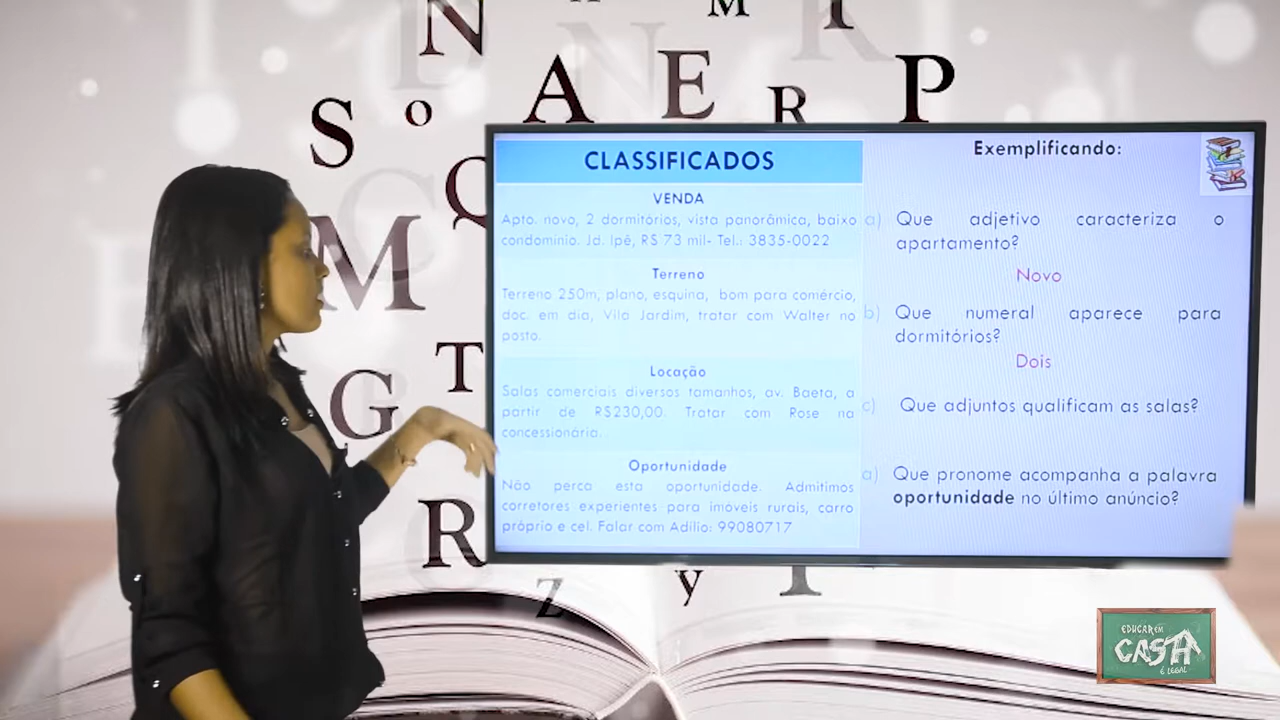 CLASSIFICADOS
VENDA
Apto. novo, 2 dormitórios, vista panorâmica, baixo
condomínio. Jd. Ipê, R$ 73 mil- Tel.: 3835-0022
Terreno
Terreno 250m, plano, esquina, bom para comércio,
doc. em dia, Vila Jardim, tratar com Walter no
posto.
Locação
Salas comerciais diversos tamanhos, av. Baeta, a
partir de R$230,00. Tratar com Rose na
concessionária.
Oportunidade
Não perca esta oportunidade. Admitimos
corretores experientes para imóveis rurais, carro
próprio e cel. Falar com Adílio: 99080717
Exemplificando:
a) Que adjetivo caracteriza o
apartamento?
Novo
b) Que numeral aparece para
dormitórios?
Dois
c) Que adjuntos qualificam as salas?
a) Que pronome acompanha a palavra
oportunidade no último anúncio?
N A M I
S o A E R P
Q
M
G T
R
z y I
EDUCAR EM
CASA
É LEGAL